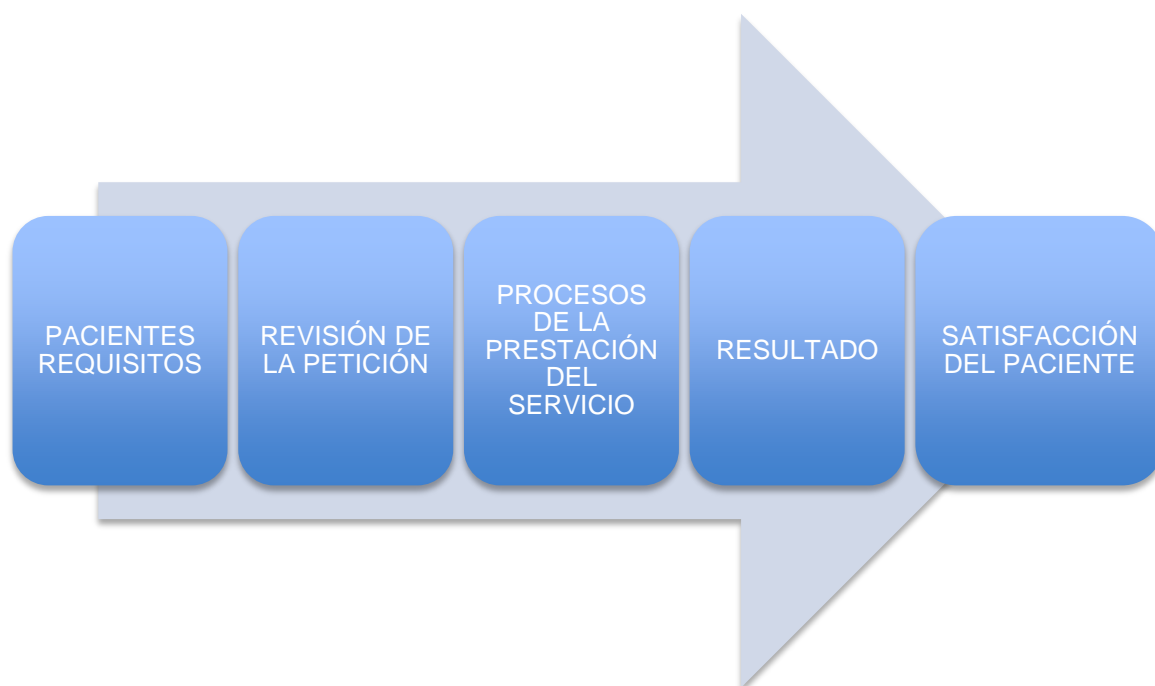 PACIENTES
REQUISITOS
REVISIÓN DE
LA PETICIÓN
PROCESOS
DE LA
PRESTACIÓN
DEL
SERVICIO
RESULTADO
SATISFACCIÓN
DEL PACIENTE